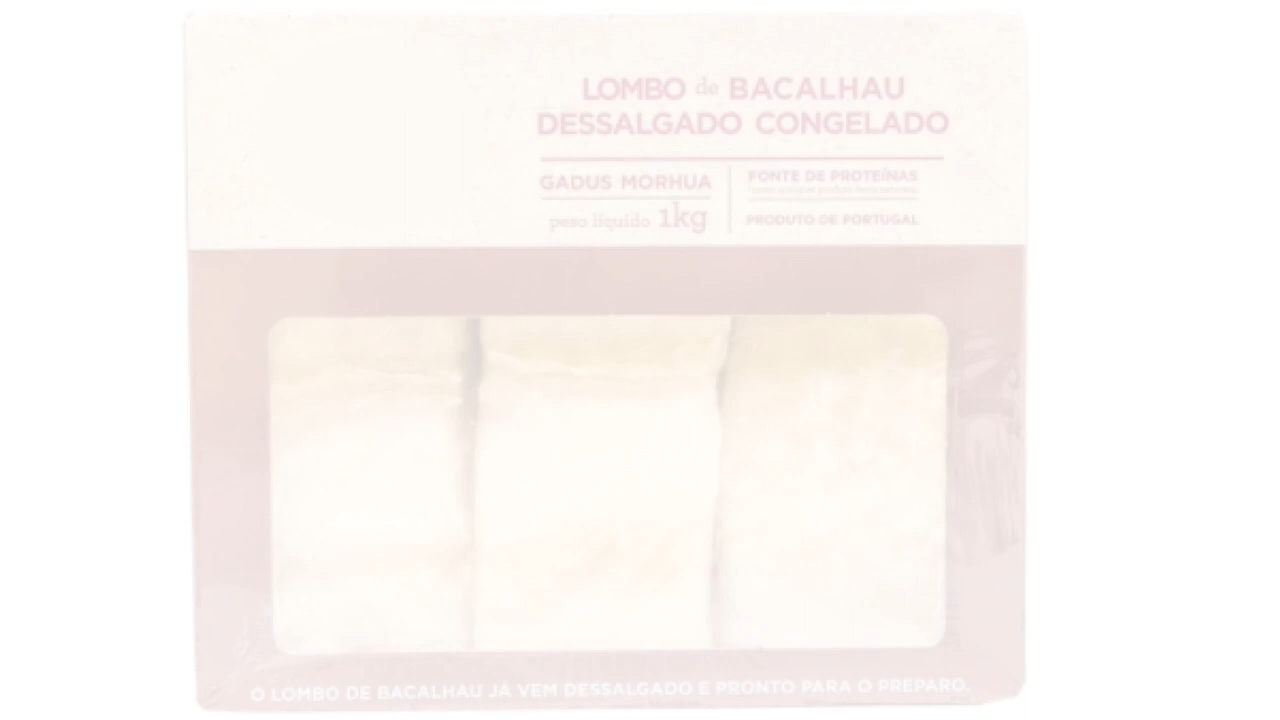 LOMBO de BACALHAU
DESSALGADO CONGELADO
GADUS MORHUA
peso líquido 1kg
FONTE DE PROTEÍNAS
PRODUTO DE PORTUGAL
O LOMBO DE BACALHAU JÁ VEM DESSALGADO E PRONTO PARA O PREPARO.